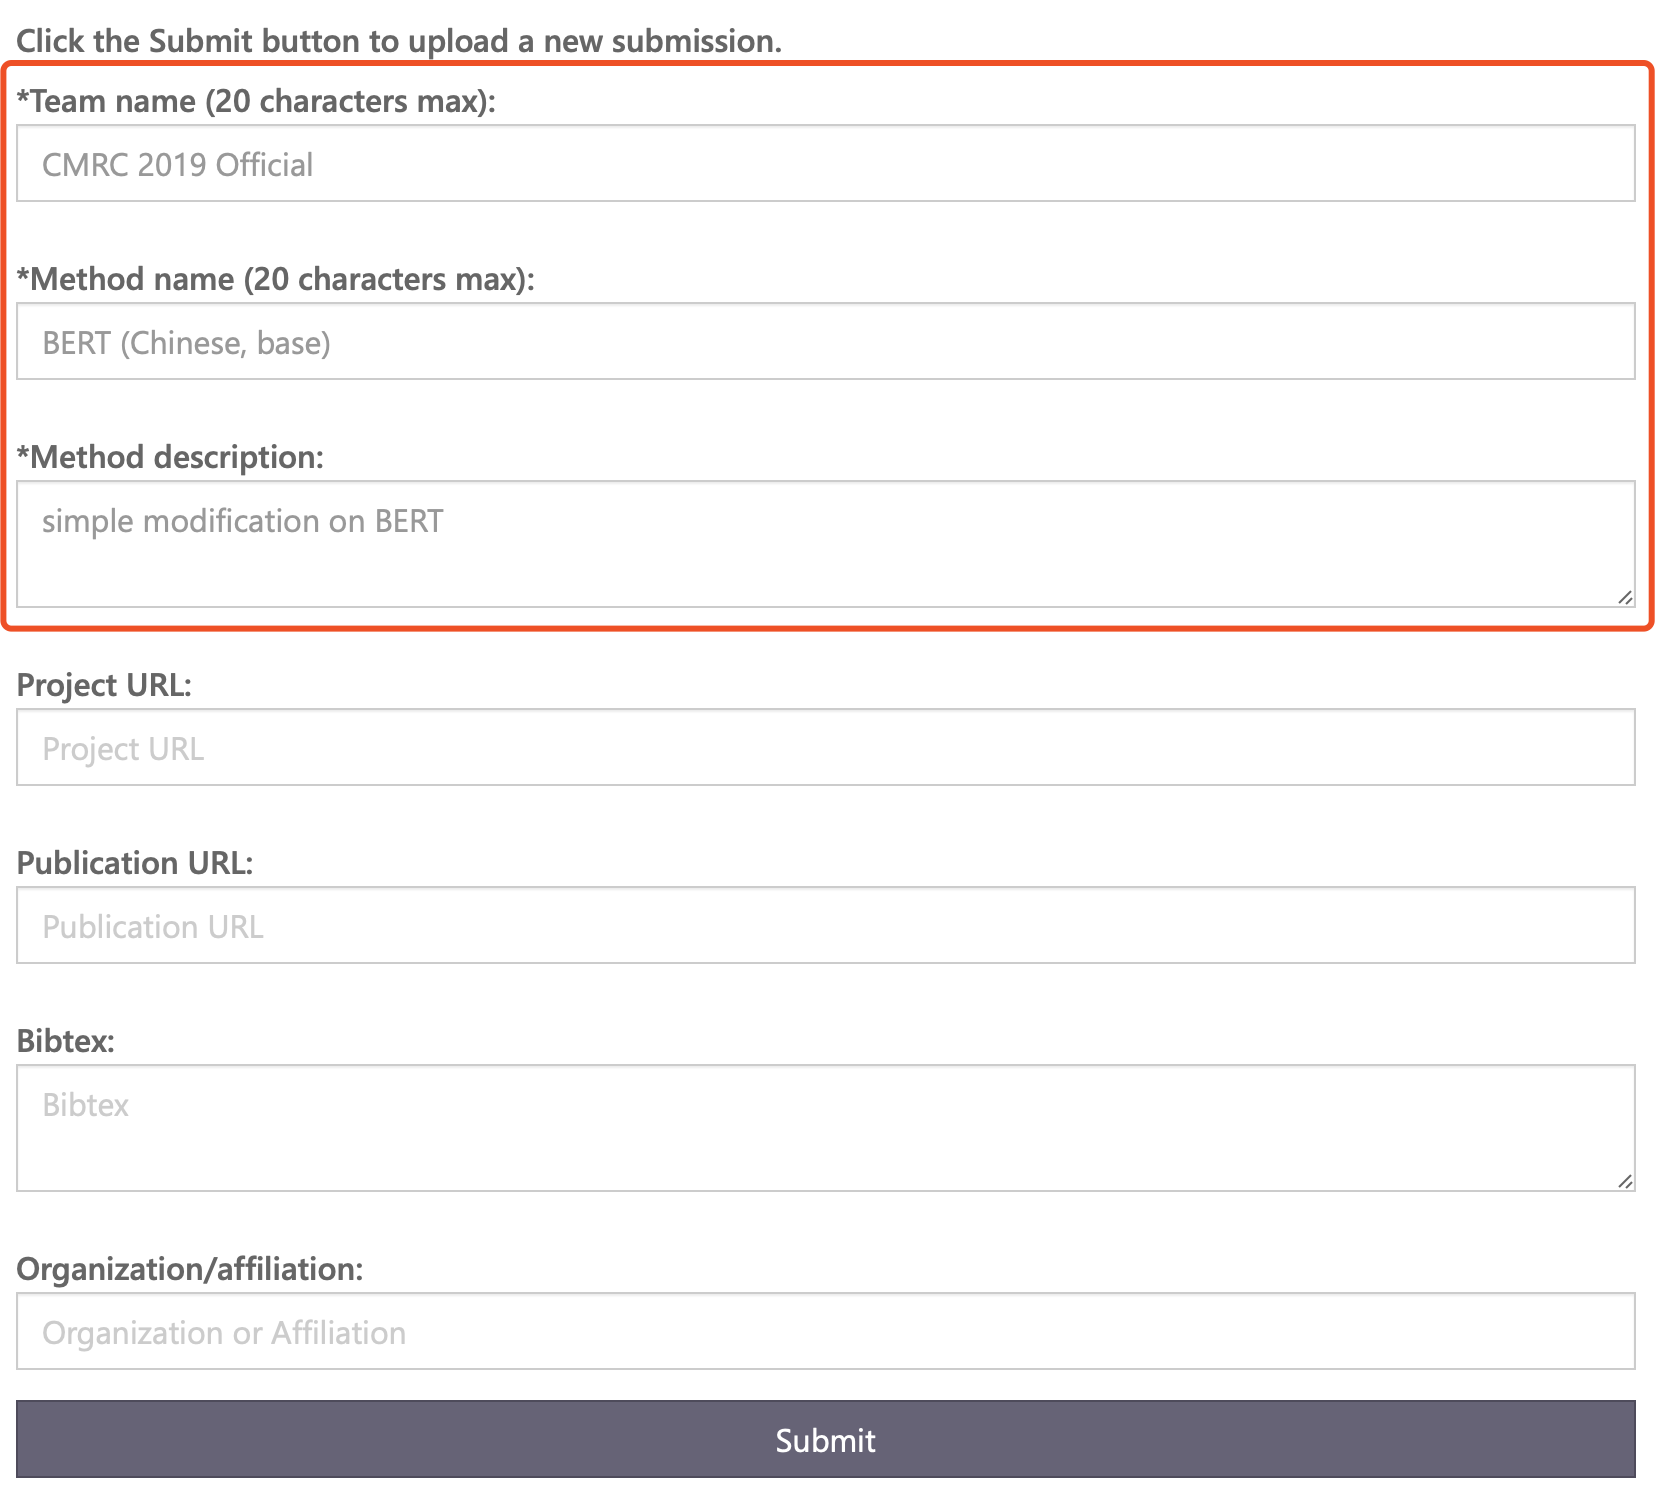 Click the Submit button to upload a new submission.
*Team name (20 characters max):
CMRC 2019 Official
*Method name (20 characters max):
BERT (Chinese, base)
*Method description:
simple modification on BERT
Project URL:
Project URL
Publication URL:
Publication URL
Bibtex:
Bibtex
Organization/affiliation:
Organization or Affiliation
Submit